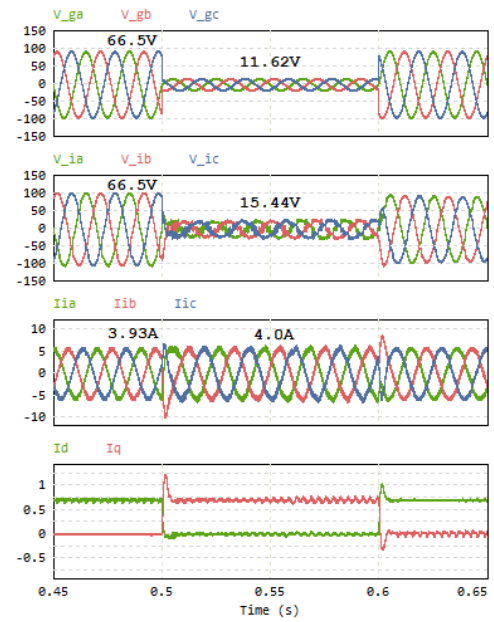 V_ga V_gb V_gc
150
100
50
0
-50
-100
-150
66.5V
11.62V
V_ia V_ib V_ic
150
100
50
0
-50
-100
-150
66.5V
15.44V
Iia Iib Iic
10
5
0
-5
-10
3.93A
4.0A
Id Iq
1
0.5
0
-0.5
0.45 0.5 0.55 0.6 0.65
Time (s)